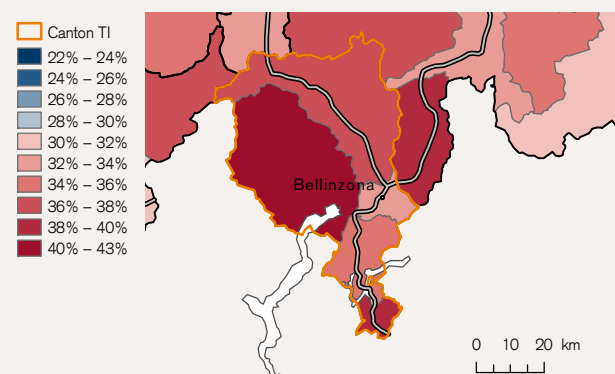 Canton TI
22% – 24%
24% – 26%
26% – 28%
28% – 30%
30% – 32%
32% – 34%
34% – 36%
36% – 38%
38% – 40%
40% – 43%
Bellinzona
0 10 20 km